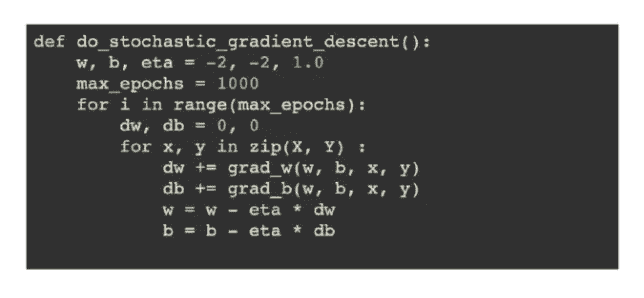 def do_stochastic_gradient_descent():
    w, b, eta = -2, -2, 1.0
    max_epochs = 1000
    for i in range(max_epochs):
        dw, db = 0, 0
        for x, y in zip(X, Y) :
            dw += grad_w(w, b, x, y)
            db += grad_b(w, b, x, y)
            w = w - eta * dw
            b = b - eta * db